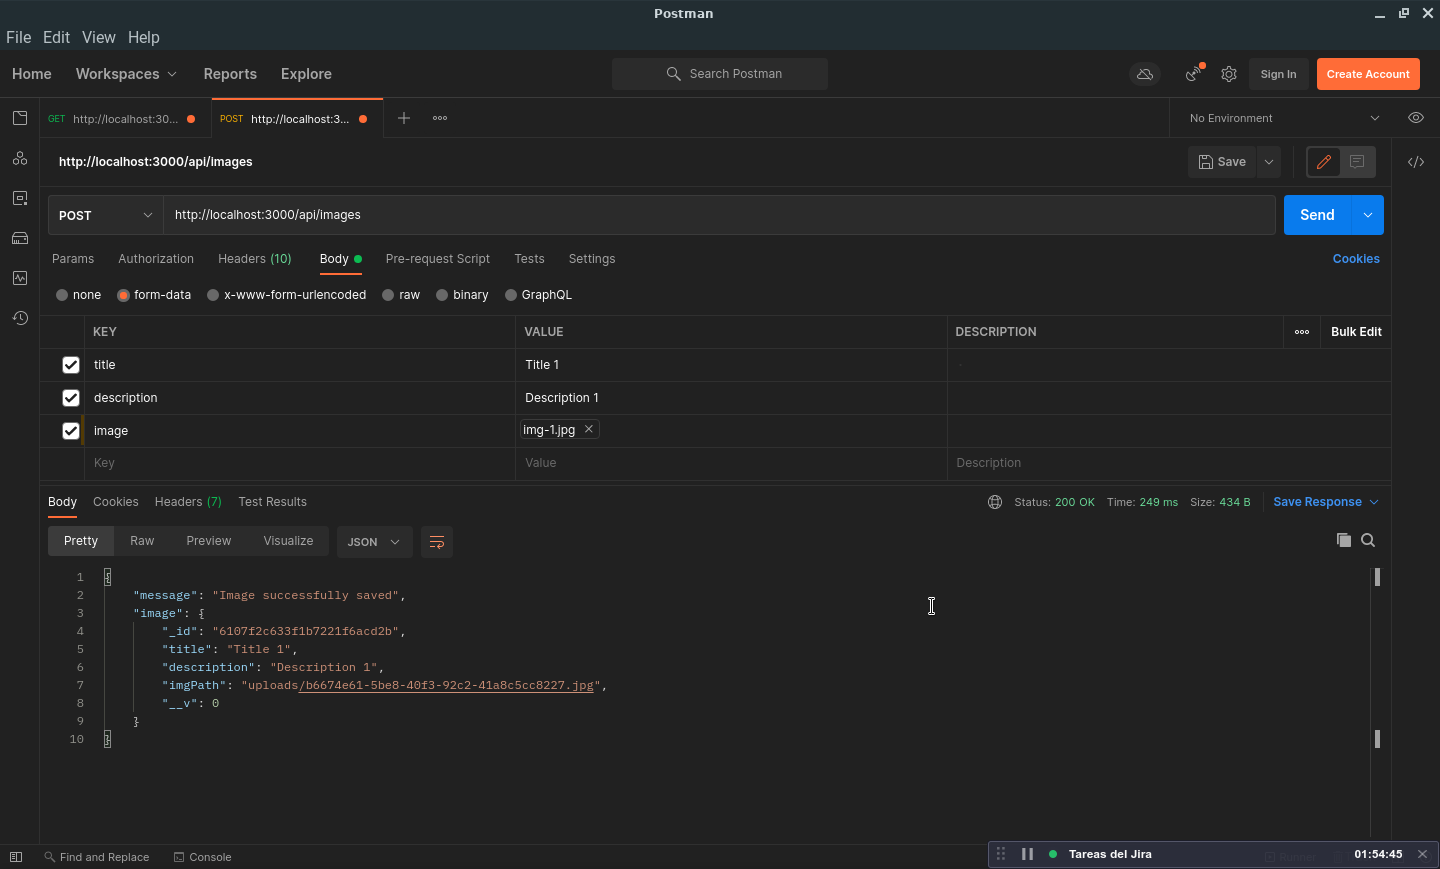 Postman
File Edit View Help
Home Workspaces Reports Explore Search Postman Sign In Create Account
GET http://localhost:30... POST http://localhost:3... No Environment
http://localhost:3000/api/images Save
POST http://localhost:3000/api/images Send
Params Authorization Headers (10) Body Pre-request Script Tests Settings Cookies
none form-data x-www-form-urlencoded raw binary GraphQL
KEY VALUE DESCRIPTION Bulk Edit
title Title 1
description Description 1
image img-1.jpg
Key Value Description
Body Cookies Headers (7) Test Results Status: 200 OK Time: 249 ms Size: 434 B Save Response
Pretty Raw Preview Visualize JSON
1 {
2 "message": "Image successfully saved",
3 "image": {
4 "_id": "6107f2c633f1b7221f6acd2b",
5 "title": "Title 1",
6 "description": "Description 1",
7 "imgPath": "uploads/b6674e61-5be8-40f3-92c2-41a8c5cc8227.jpg",
8 "__v": 0
9 }
10 }
Find and Replace Console Tareas del Jira 01:54:45